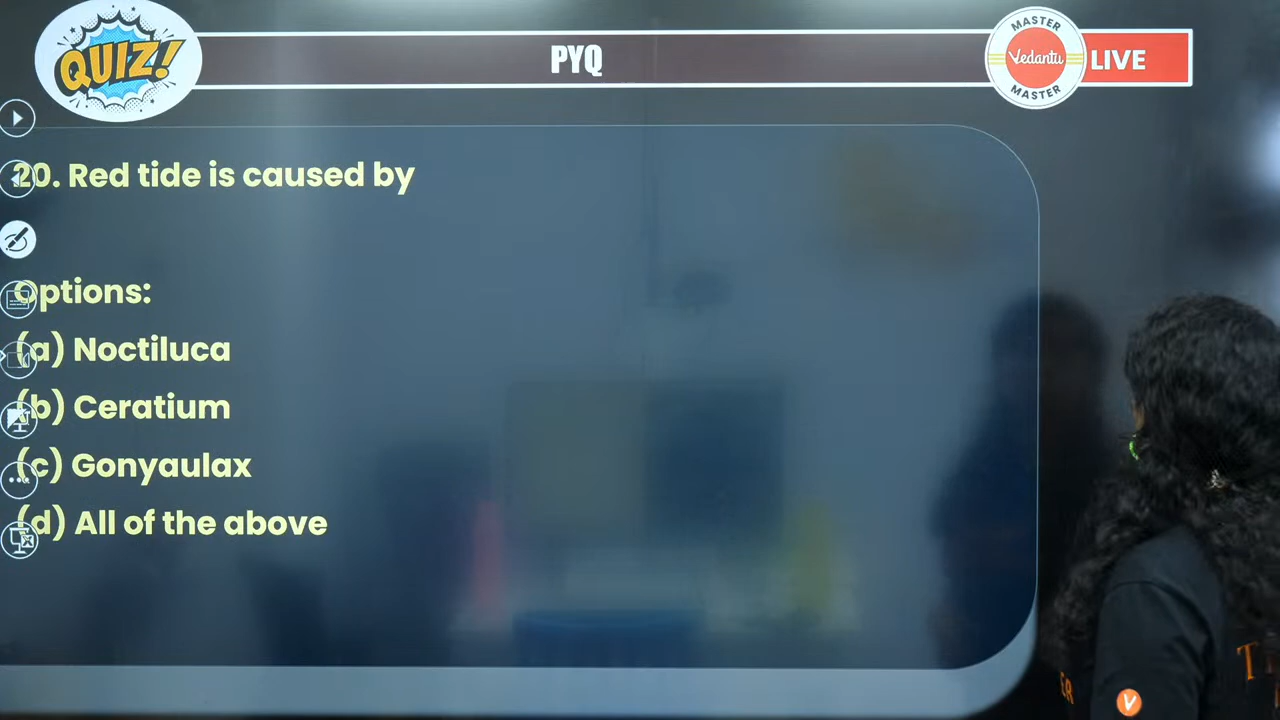 QUIZ!
PYQ
MASTER
Vedantu
MASTER
LIVE
20. Red tide is caused by
Options:
(a) Noctiluca
(b) Ceratium
(c) Gonyaulax
(d) All of the above
ER
V